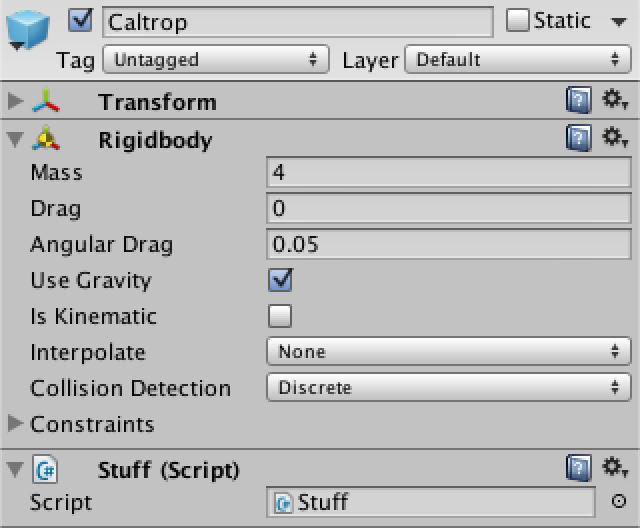 Caltrop Static
Tag Untagged Layer Default
Transform
Rigidbody
Mass 4
Drag 0
Angular Drag 0.05
Use Gravity
Is Kinematic
Interpolate None
Collision Detection Discrete
Constraints
C# Stuff (Script)
Script C# Stuff